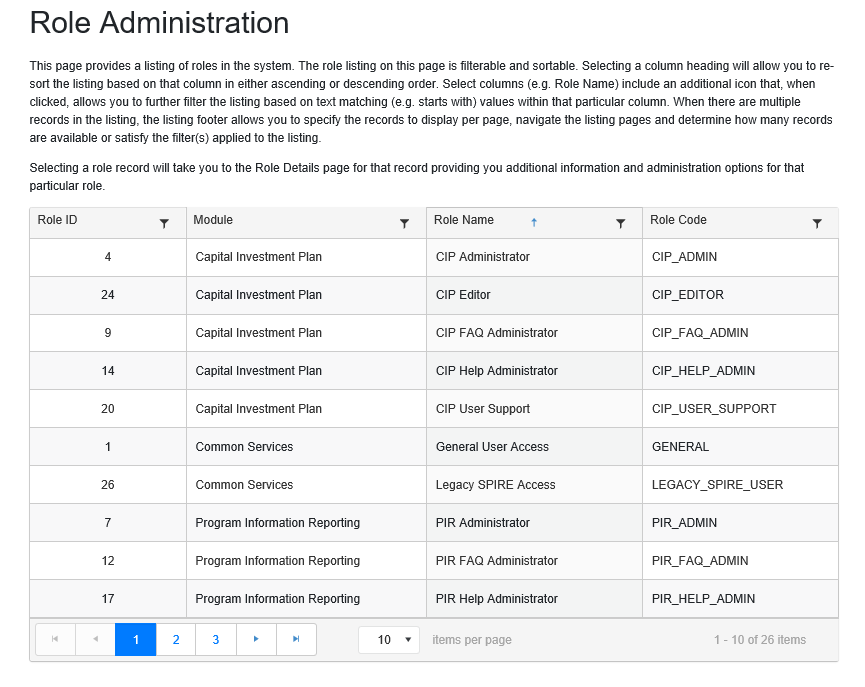 Role Administration
This page provides a listing of roles in the system. The role listing on this page is filterable and sortable. Selecting a column heading will allow you to re-
sort the listing based on that column in either ascending or descending order. Select columns (e.g. Role Name) include an additional icon that, when
clicked, allows you to further filter the listing based on text matching (e.g. starts with) values within that particular column. When there are multiple
records in the listing, the listing footer allows you to specify the records to display per page, navigate the listing pages and determine how many records
are available or satisfy the filter(s) applied to the listing.
Selecting a role record will take you to the Role Details page for that record providing you additional information and administration options for that
particular role.
Role ID Module Role Name Role Code
4 Capital Investment Plan CIP Administrator CIP_ADMIN
24 Capital Investment Plan CIP Editor CIP_EDITOR
9 Capital Investment Plan CIP FAQ Administrator CIP_FAQ_ADMIN
14 Capital Investment Plan CIP Help Administrator CIP_HELP_ADMIN
20 Capital Investment Plan CIP User Support CIP_USER_SUPPORT
1 Common Services General User Access GENERAL
26 Common Services Legacy SPIRE Access LEGACY_SPIRE_USER
7 Program Information Reporting PIR Administrator PIR_ADMIN
12 Program Information Reporting PIR FAQ Administrator PIR_FAQ_ADMIN
17 Program Information Reporting PIR Help Administrator PIR_HELP_ADMIN
1 2 3 10 items per page 1 - 10 of 26 items